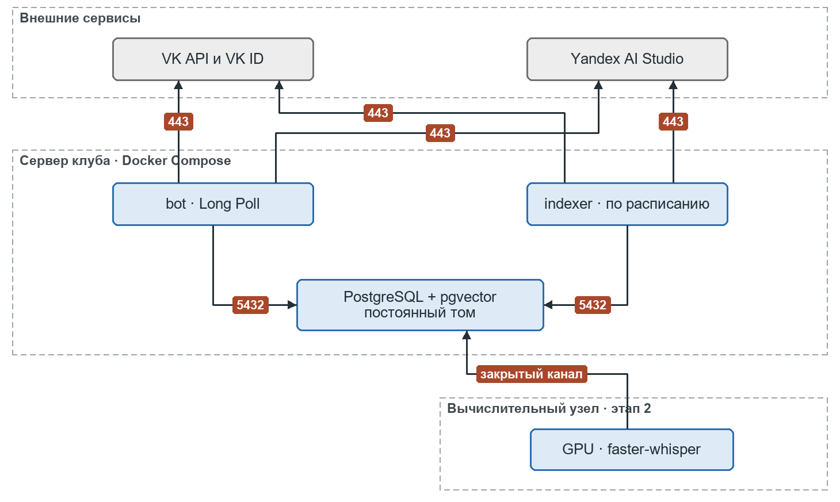 Внешние сервисы
VK API и VK ID
Yandex AI Studio
443
443
443
443
Сервер клуба · Docker Compose
bot · Long Poll
indexer · по расписанию
5432
PostgreSQL + pgvector
постоянный том
5432
закрытый канал
Вычислительный узел · этап 2
GPU · faster-whisper